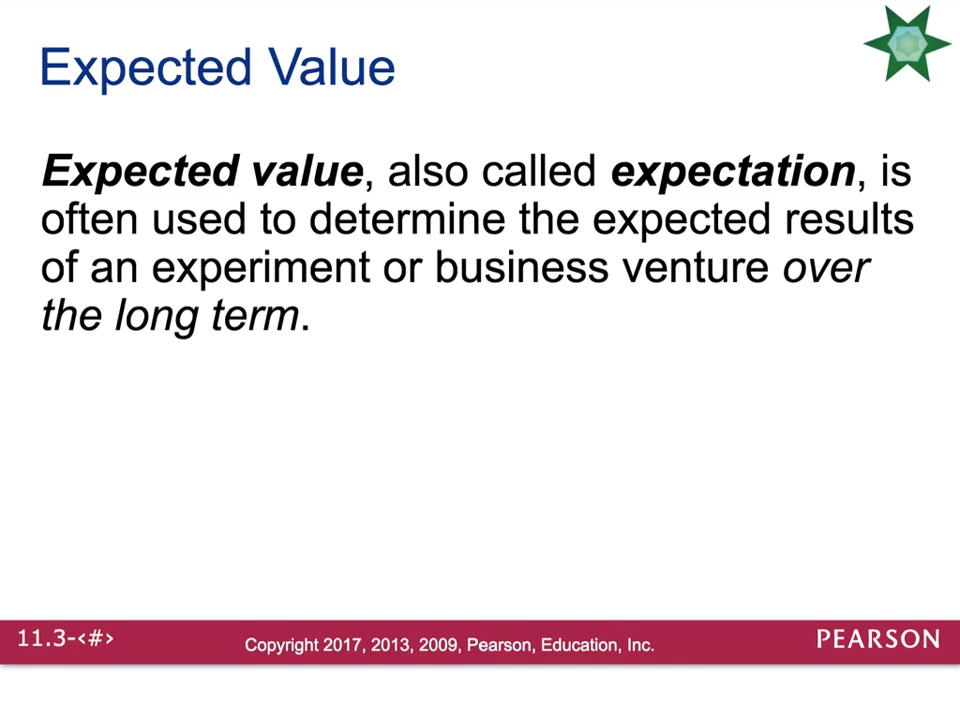 Expected Value
Expected value, also called expectation, is
often used to determine the expected results
of an experiment or business venture over
the long term.
11.3-‹#›
Copyright 2017, 2013, 2009, Pearson, Education, Inc.
PEARSON